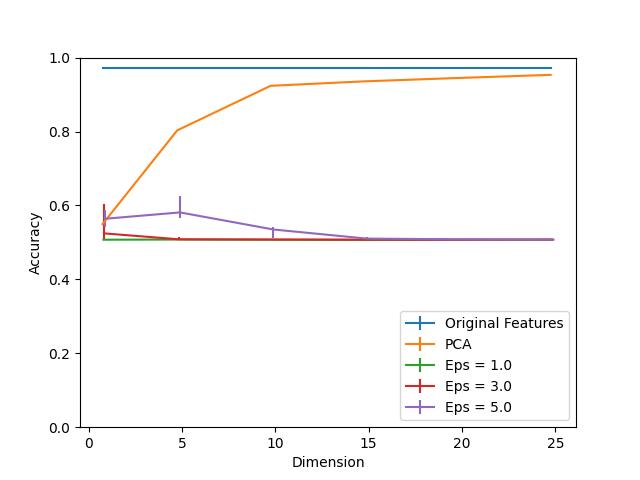 1.0
0.8
0.6
0.4
0.2
0.0
Accuracy
Original Features
PCA
Eps = 1.0
Eps = 3.0
Eps = 5.0
0 5 10 15 20 25
Dimension